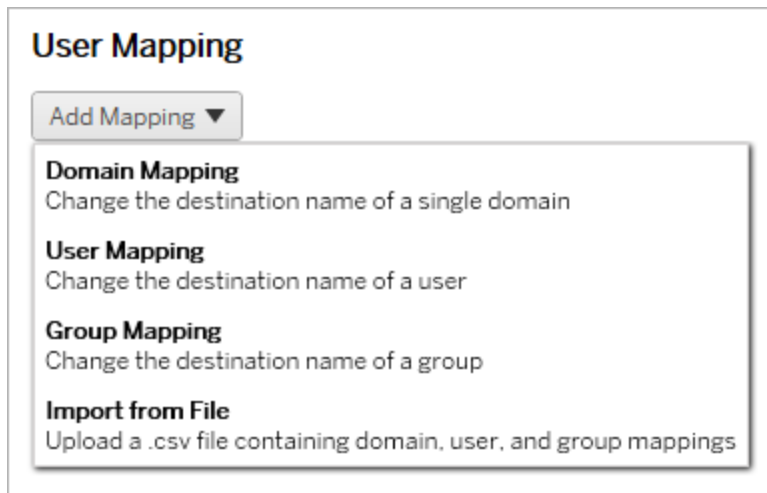 User Mapping
Add Mapping ▼
Domain Mapping
Change the destination name of a single domain
User Mapping
Change the destination name of a user
Group Mapping
Change the destination name of a group
Import from File
Upload a .csv file containing domain, user, and group mappings